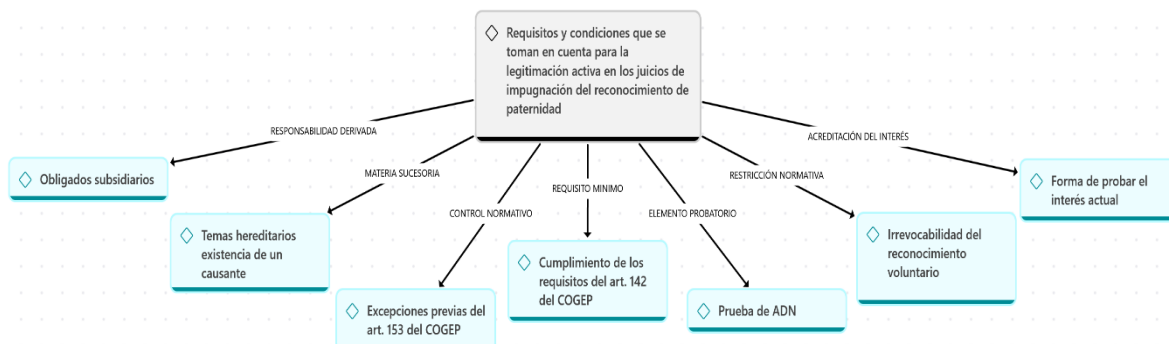 Requisitos y condiciones que se
toman en cuenta para la
legitimación activa en los juicios de
impugnación del reconocimiento de
paternidad
RESPONSABILIDAD DERIVADA
ACREDITACIÓN DEL INTERÉS
MATERIA SUCESORIA
REQUISITO MINIMO
RESTRICCIÓN NORMATIVA
CONTROL NORMATIVO
ELEMENTO PROBATORIO
Obligados subsidiarios
Temas hereditarios
existencia de un
causante
Excepciones previas del
art. 153 del COGEP
Cumplimiento de los
requisitos del art. 142
del COGEP
Prueba de ADN
Irrevocabilidad del
reconocimiento
voluntario
Forma de probar el
interés actual